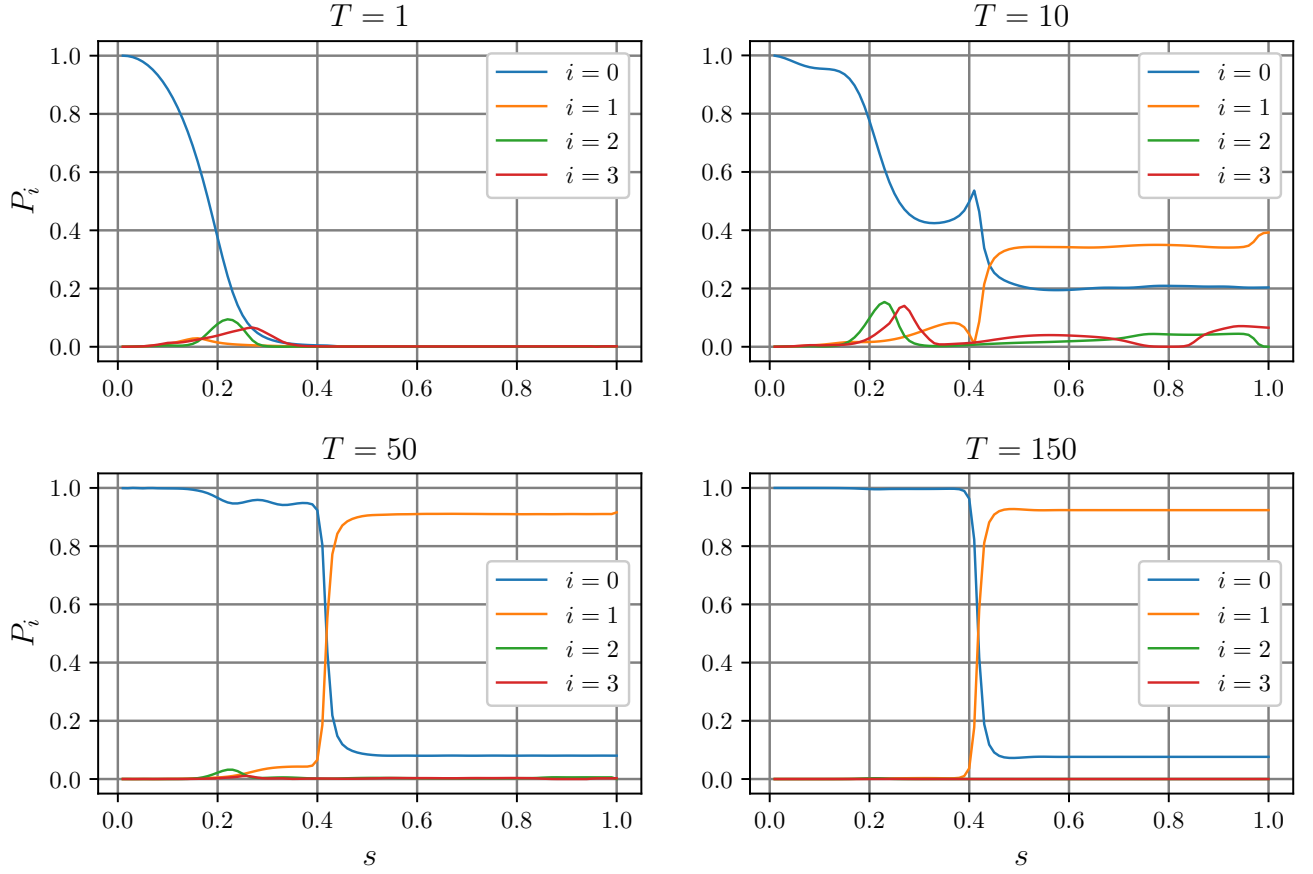 T = 1
P_i
1.0
0.8
0.6
0.4
0.2
0.0
i = 0
i = 1
i = 2
i = 3
0.0 0.2 0.4 0.6 0.8 1.0
T = 10
1.0
0.8
0.6
0.4
0.2
0.0
i = 0
i = 1
i = 2
i = 3
0.0 0.2 0.4 0.6 0.8 1.0
T = 50
P_i
1.0
0.8
0.6
0.4
0.2
0.0
i = 0
i = 1
i = 2
i = 3
0.0 0.2 0.4 0.6 0.8 1.0
s
T = 150
1.0
0.8
0.6
0.4
0.2
0.0
i = 0
i = 1
i = 2
i = 3
0.0 0.2 0.4 0.6 0.8 1.0
s